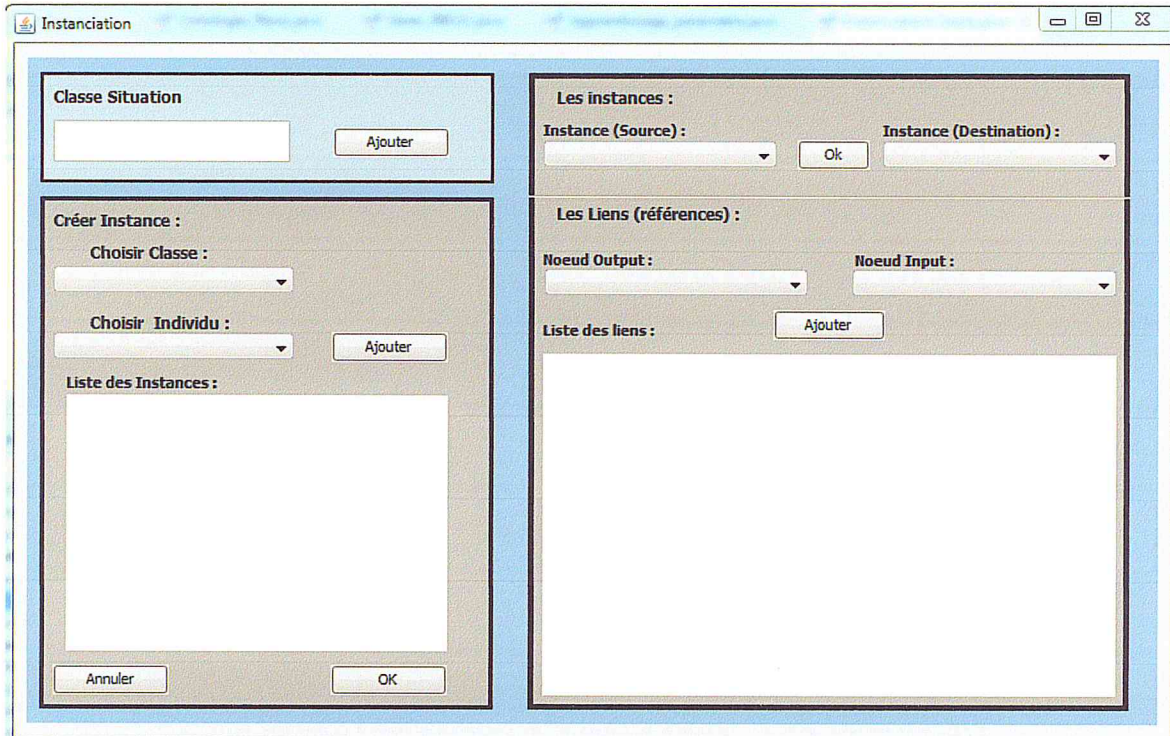 Instanciation
Classe Situation
Ajouter
Créer Instance :
Choisir Classe :
Choisir Individu :
Ajouter
Liste des Instances :
Annuler
OK
Les instances :
Instance (Source) :
Ok
Instance (Destination) :
Les Liens (références) :
Noeud Output :
Noeud Input :
Ajouter
Liste des liens :